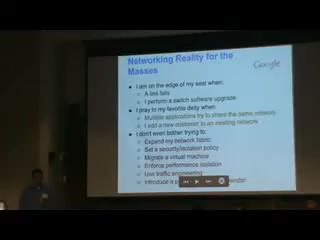 Networking Reality for the
Masses
Google
I am on the edge of my seat when:
A link fails
I perform a switch software upgrade
I pray to my favorite deity when
Multiple applications try to share the same network
I add a new customer to an existing network
I don't even bother trying to:
Expand my network fabric
Set a security/isolation policy
Migrate a virtual machine
Enforce performance isolation
Use traffic engineering
Introduce